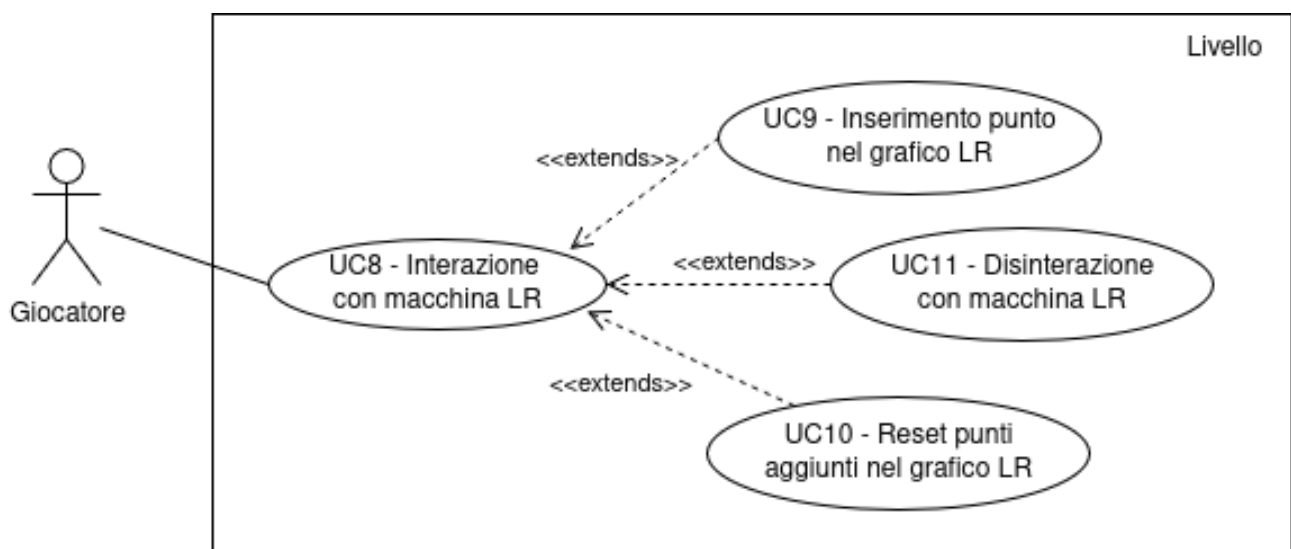 Livello
UC9 - Inserimento punto
nel grafico LR
<<extends>>
UC8 - Interazione
con macchina LR
<<extends>>
UC11 - Disinterazione
con macchina LR
Giocatore
<<extends>>
UC10 - Reset punti
aggiunti nel grafico LR